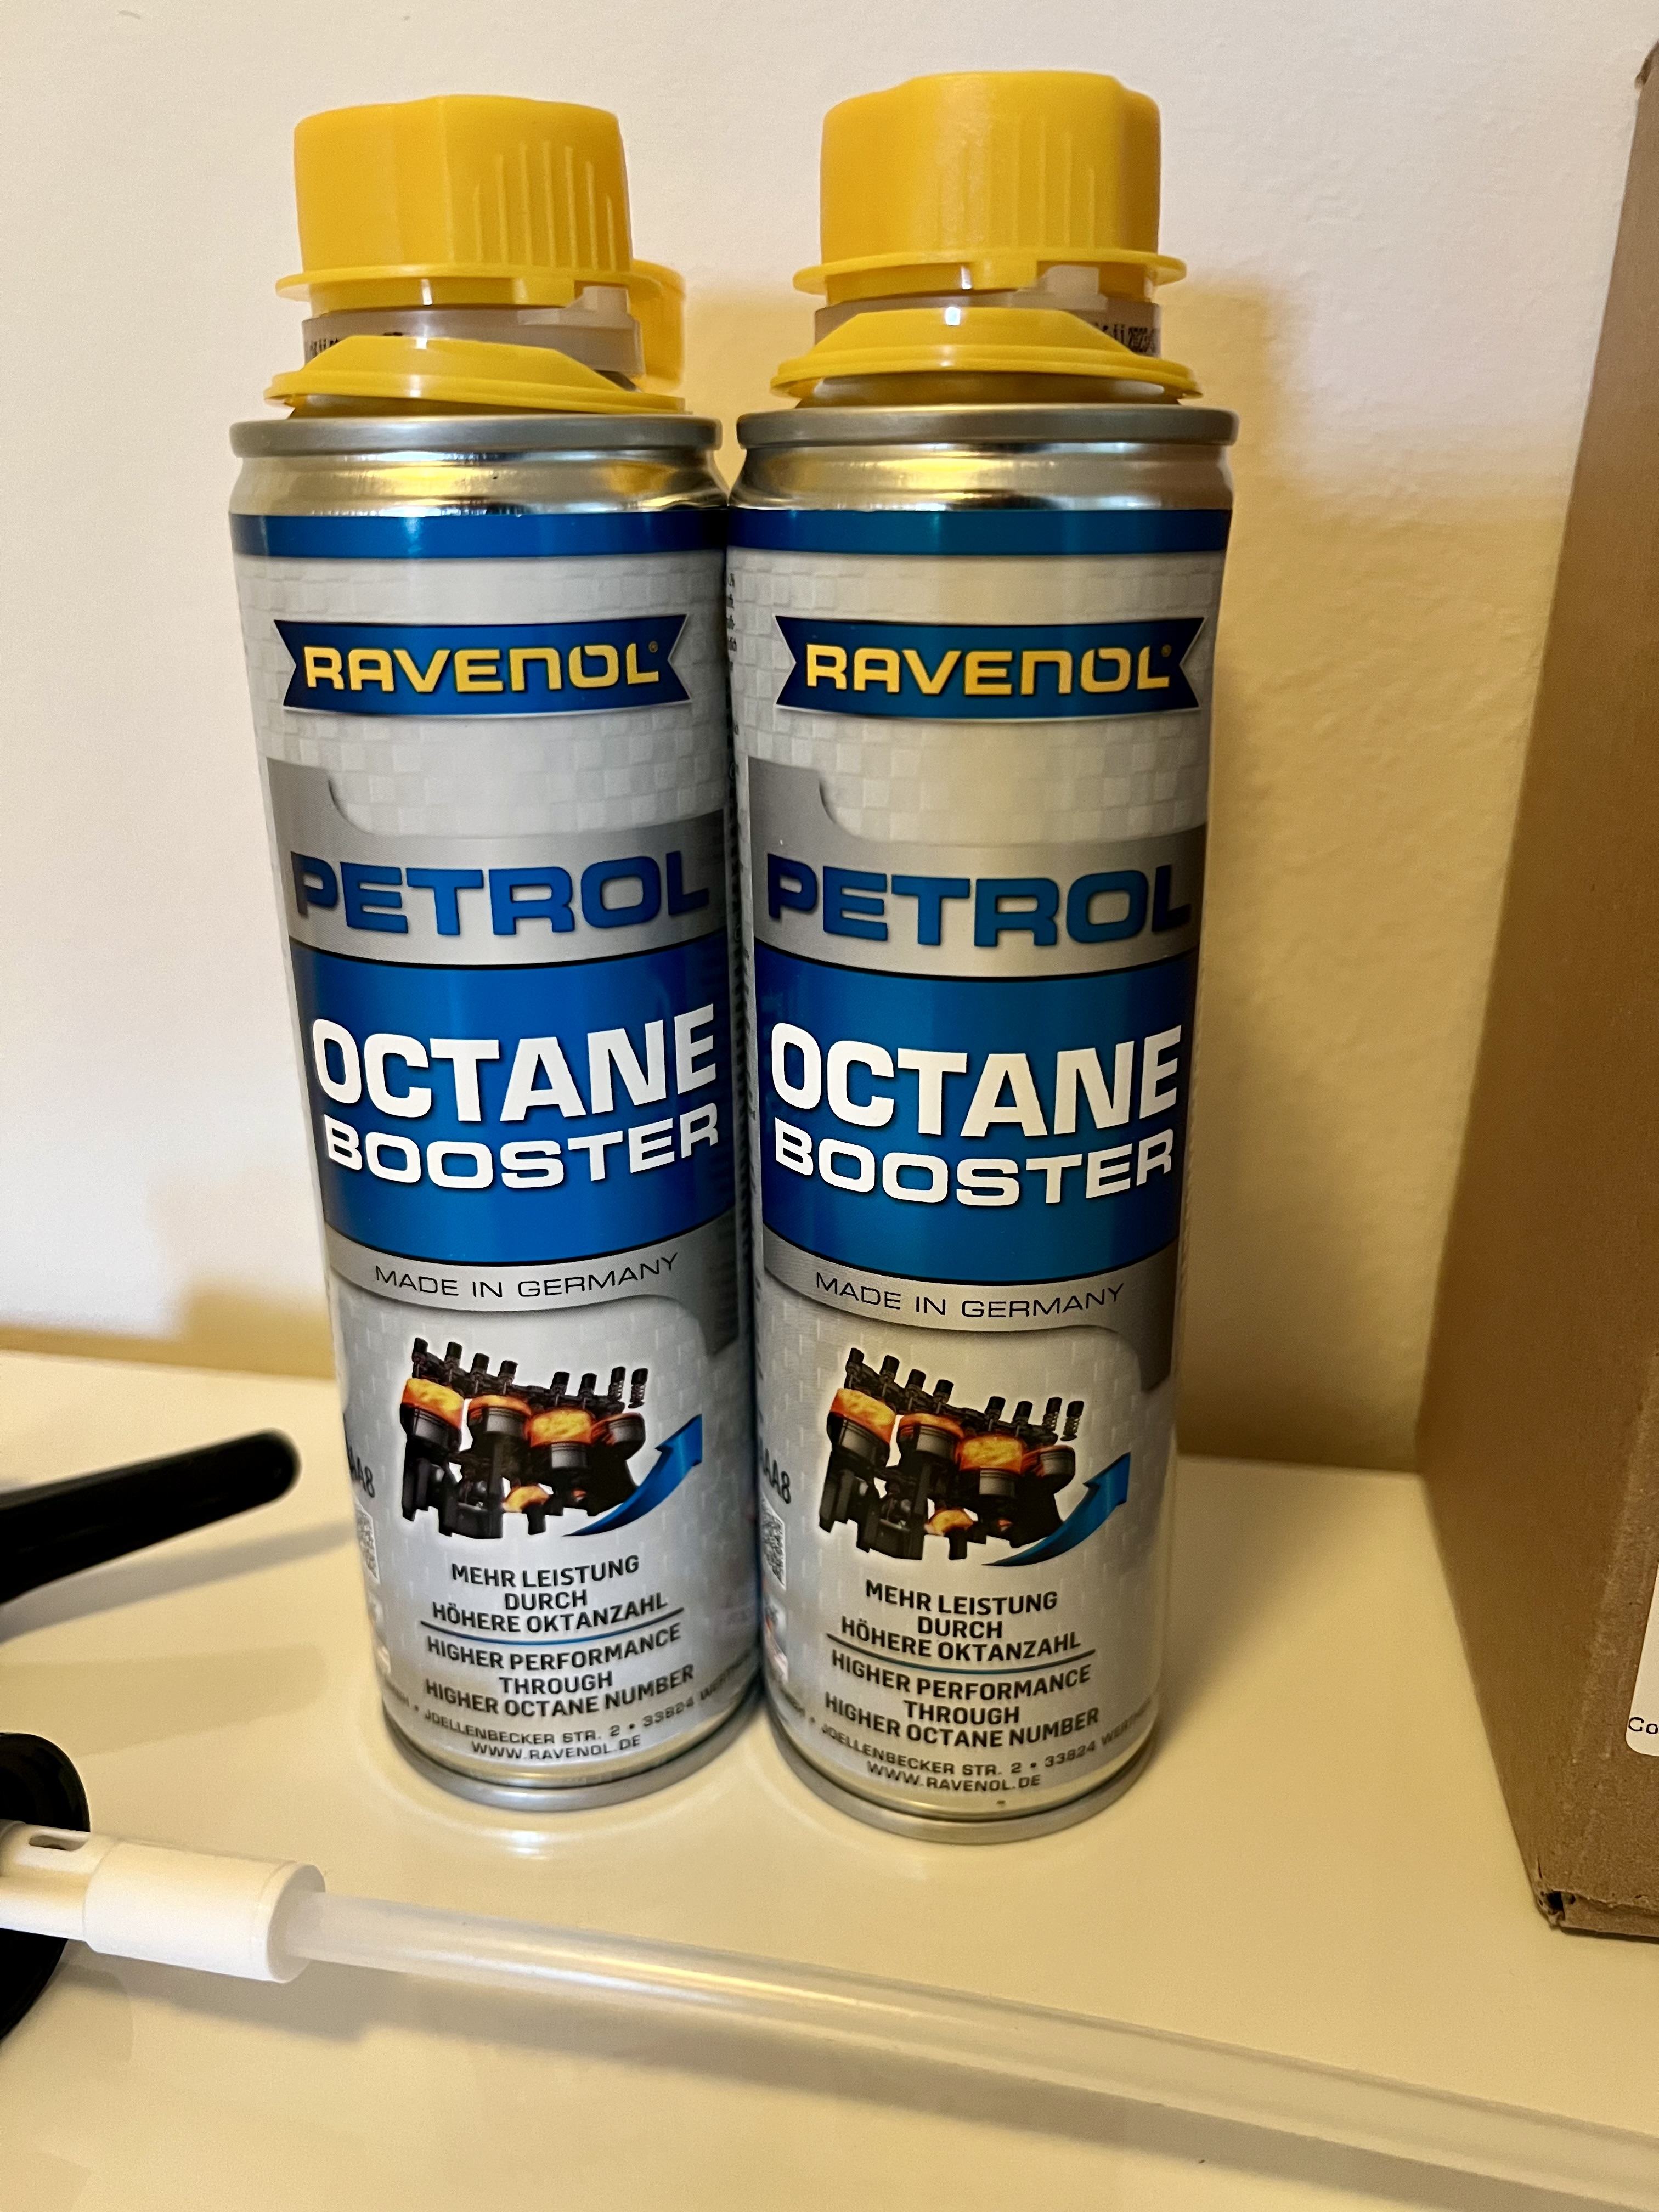 RAVENOL®
PETROL
OCTANE
BOOSTER
MADE IN GERMANY
MEHR LEISTUNG
DURCH
HÖHERE OKTANZAHL
HIGHER PERFORMANCE
THROUGH
HIGHER OCTANE NUMBER
JOELLENBECKER STR. 2 • 33824
WWW.RAVENOL.DE
RAVENOL®
PETROL
OCTANE
BOOSTER
MADE IN GERMANY
MEHR LEISTUNG
DURCH
HÖHERE OKTANZAHL
HIGHER PERFORMANCE
THROUGH
HIGHER OCTANE NUMBER
JOELLENBECKER STR. 2 • 33824
WWW.RAVENOL.DE
Co